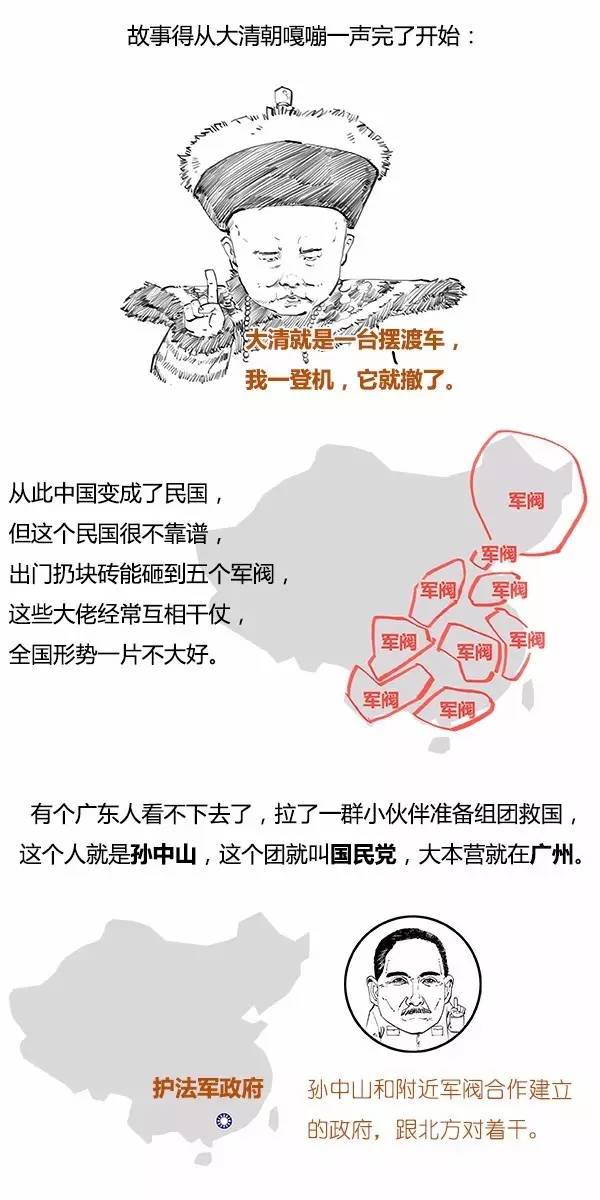 故事得从大清朝嘎嘣一声完了开始：
大清就是一台摆渡车，
我一登机，它就撤了。
从此中国变成了民国，
但这个民国很不靠谱，
出门扔块砖能砸到五个军阀，
这些大佬经常互相干仗，
全国形势一片不大好。
军阀
军阀
军阀
军阀
军阀
军阀
军阀
军阀
军阀
有个广东人看不下去了，拉了一群小伙伴准备组团救国，
这个人就是孙中山，这个团就叫国民党，大本营就在广州。
护法军政府
孙中山和附近军阀合作建立
的政府，跟北方对着干。